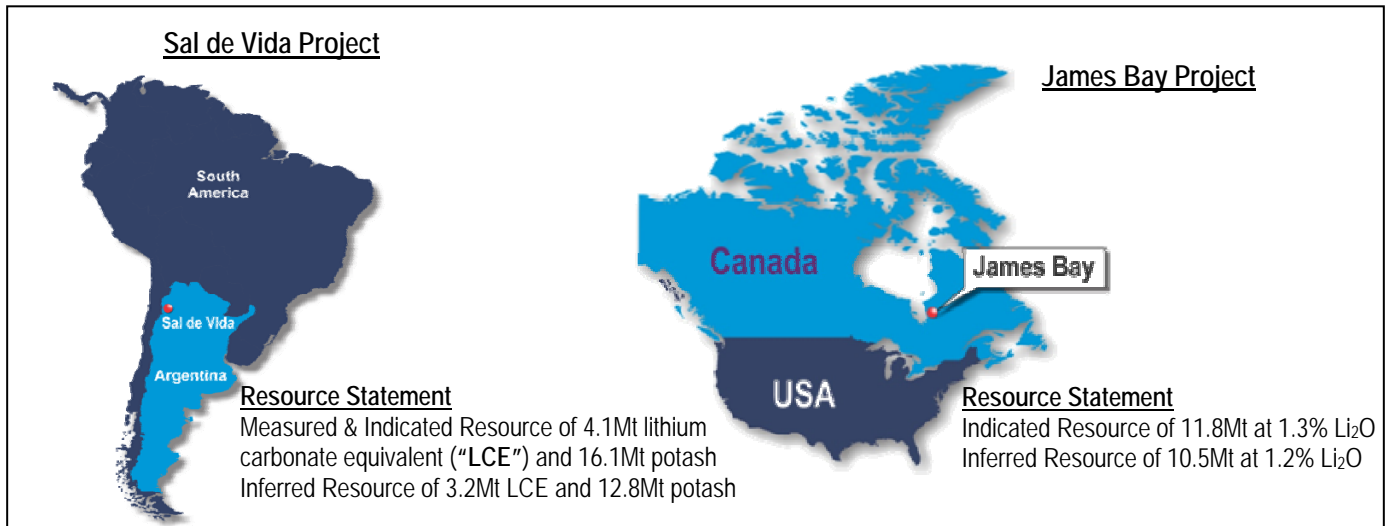 Sal de Vida Project
South
America
Sal de Vida
Argentina
Resource Statement
Measured & Indicated Resource of 4.1Mt lithium
carbonate equivalent (“LCE”) and 16.1Mt potash
Inferred Resource of 3.2Mt LCE and 12.8Mt potash
James Bay Project
Canada
James Bay
USA
Resource Statement
Indicated Resource of 11.8Mt at 1.3% Li₂O
Inferred Resource of 10.5Mt at 1.2% Li₂O